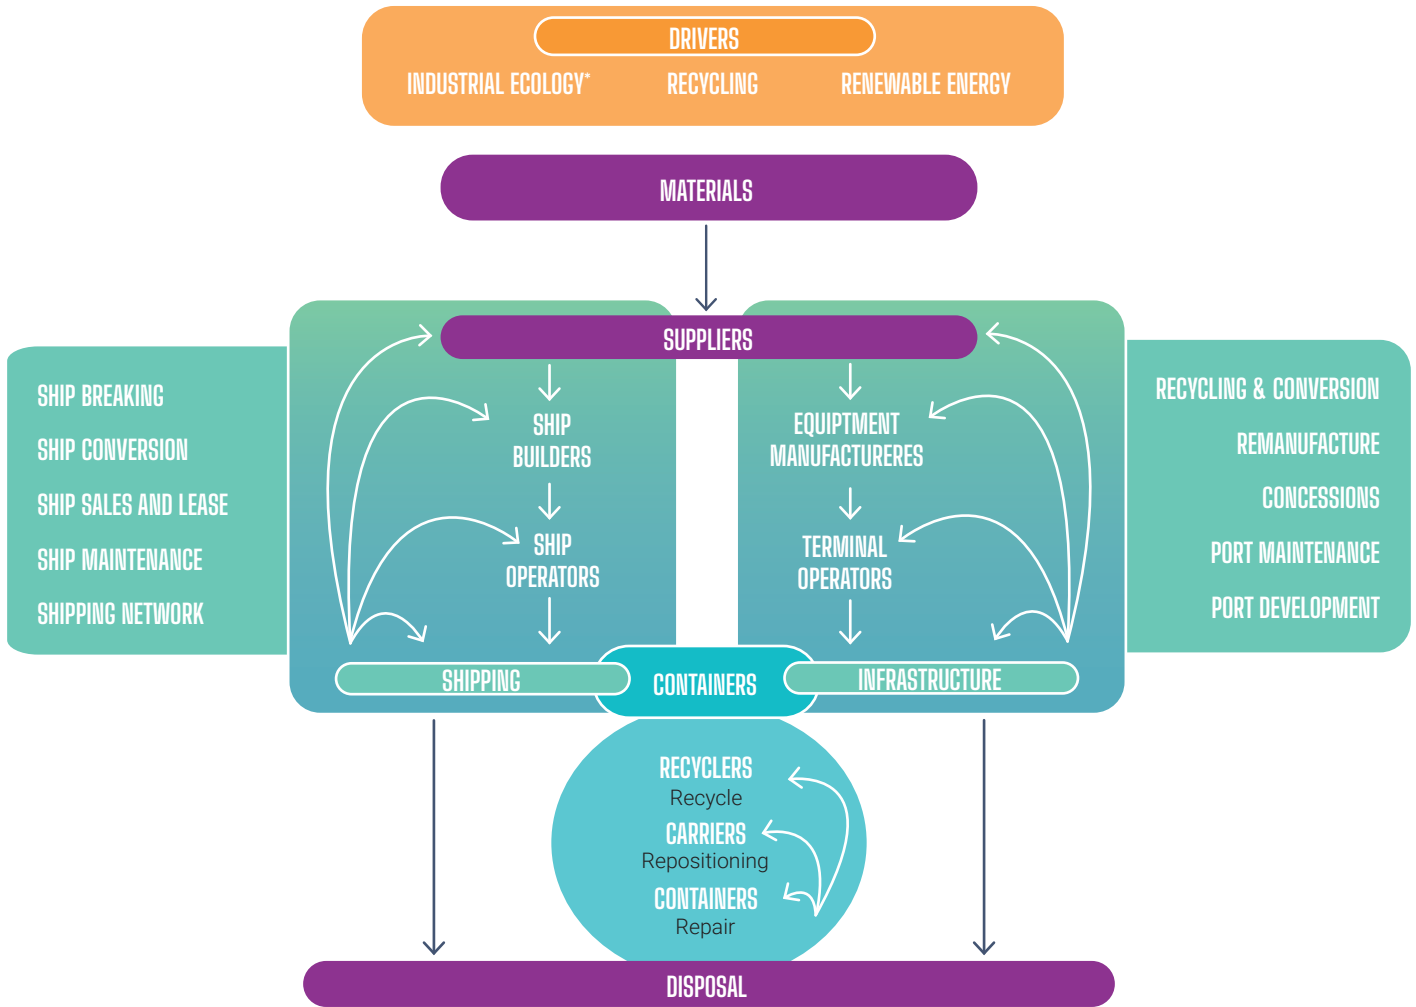 DRIVERS
INDUSTRIAL ECOLOGY*
RECYCLING
RENEWABLE ENERGY
MATERIALS
SUPPLIERS
SHIP BREAKING
SHIP CONVERSION
SHIP SALES AND LEASE
SHIP MAINTENANCE
SHIPPING NETWORK
SHIP
BUILDERS
SHIP
OPERATORS
EQUIPTMENT
MANUFACTURERES
TERMINAL
OPERATORS
RECYCLING & CONVERSION
REMANUFACTURE
CONCESSIONS
PORT MAINTENANCE
PORT DEVELOPMENT
SHIPPING
CONTAINERS
INFRASTRUCTURE
RECYCLERS
Recycle
CARRIERS
Repositioning
CONTAINERS
Repair
DISPOSAL